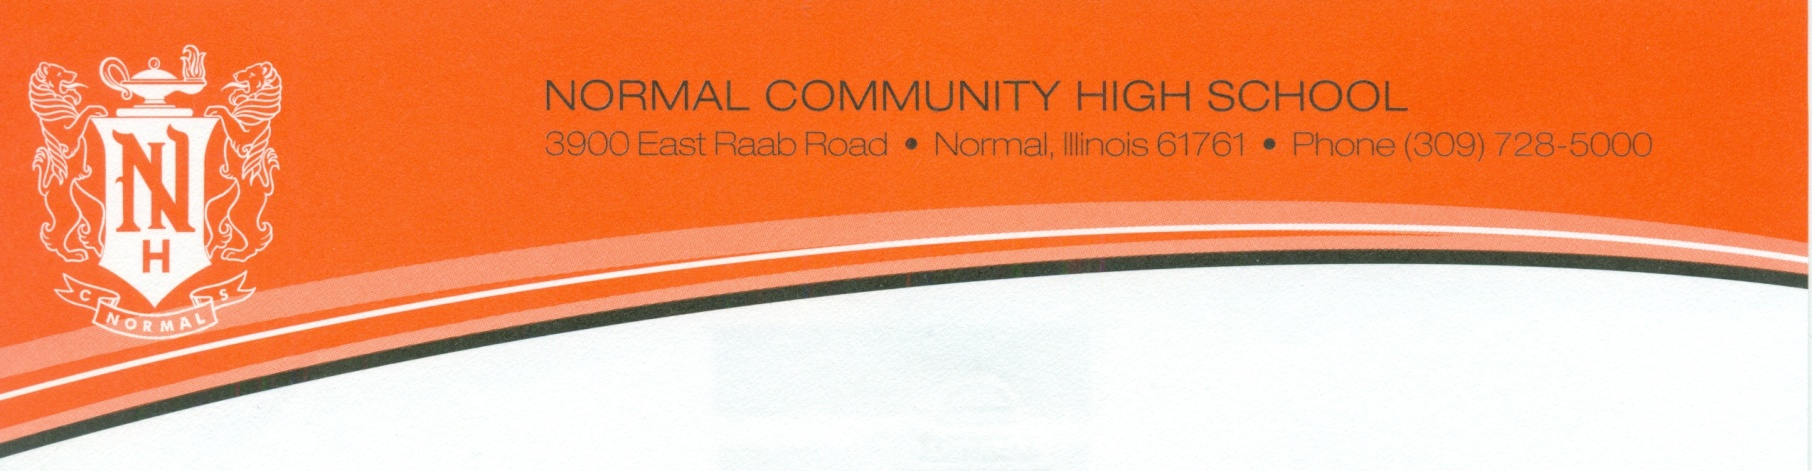 N
H
C S
NORMAL
NORMAL COMMUNITY HIGH SCHOOL
3900 East Raab Road • Normal, Illinois 61761 • Phone (309) 728-5000